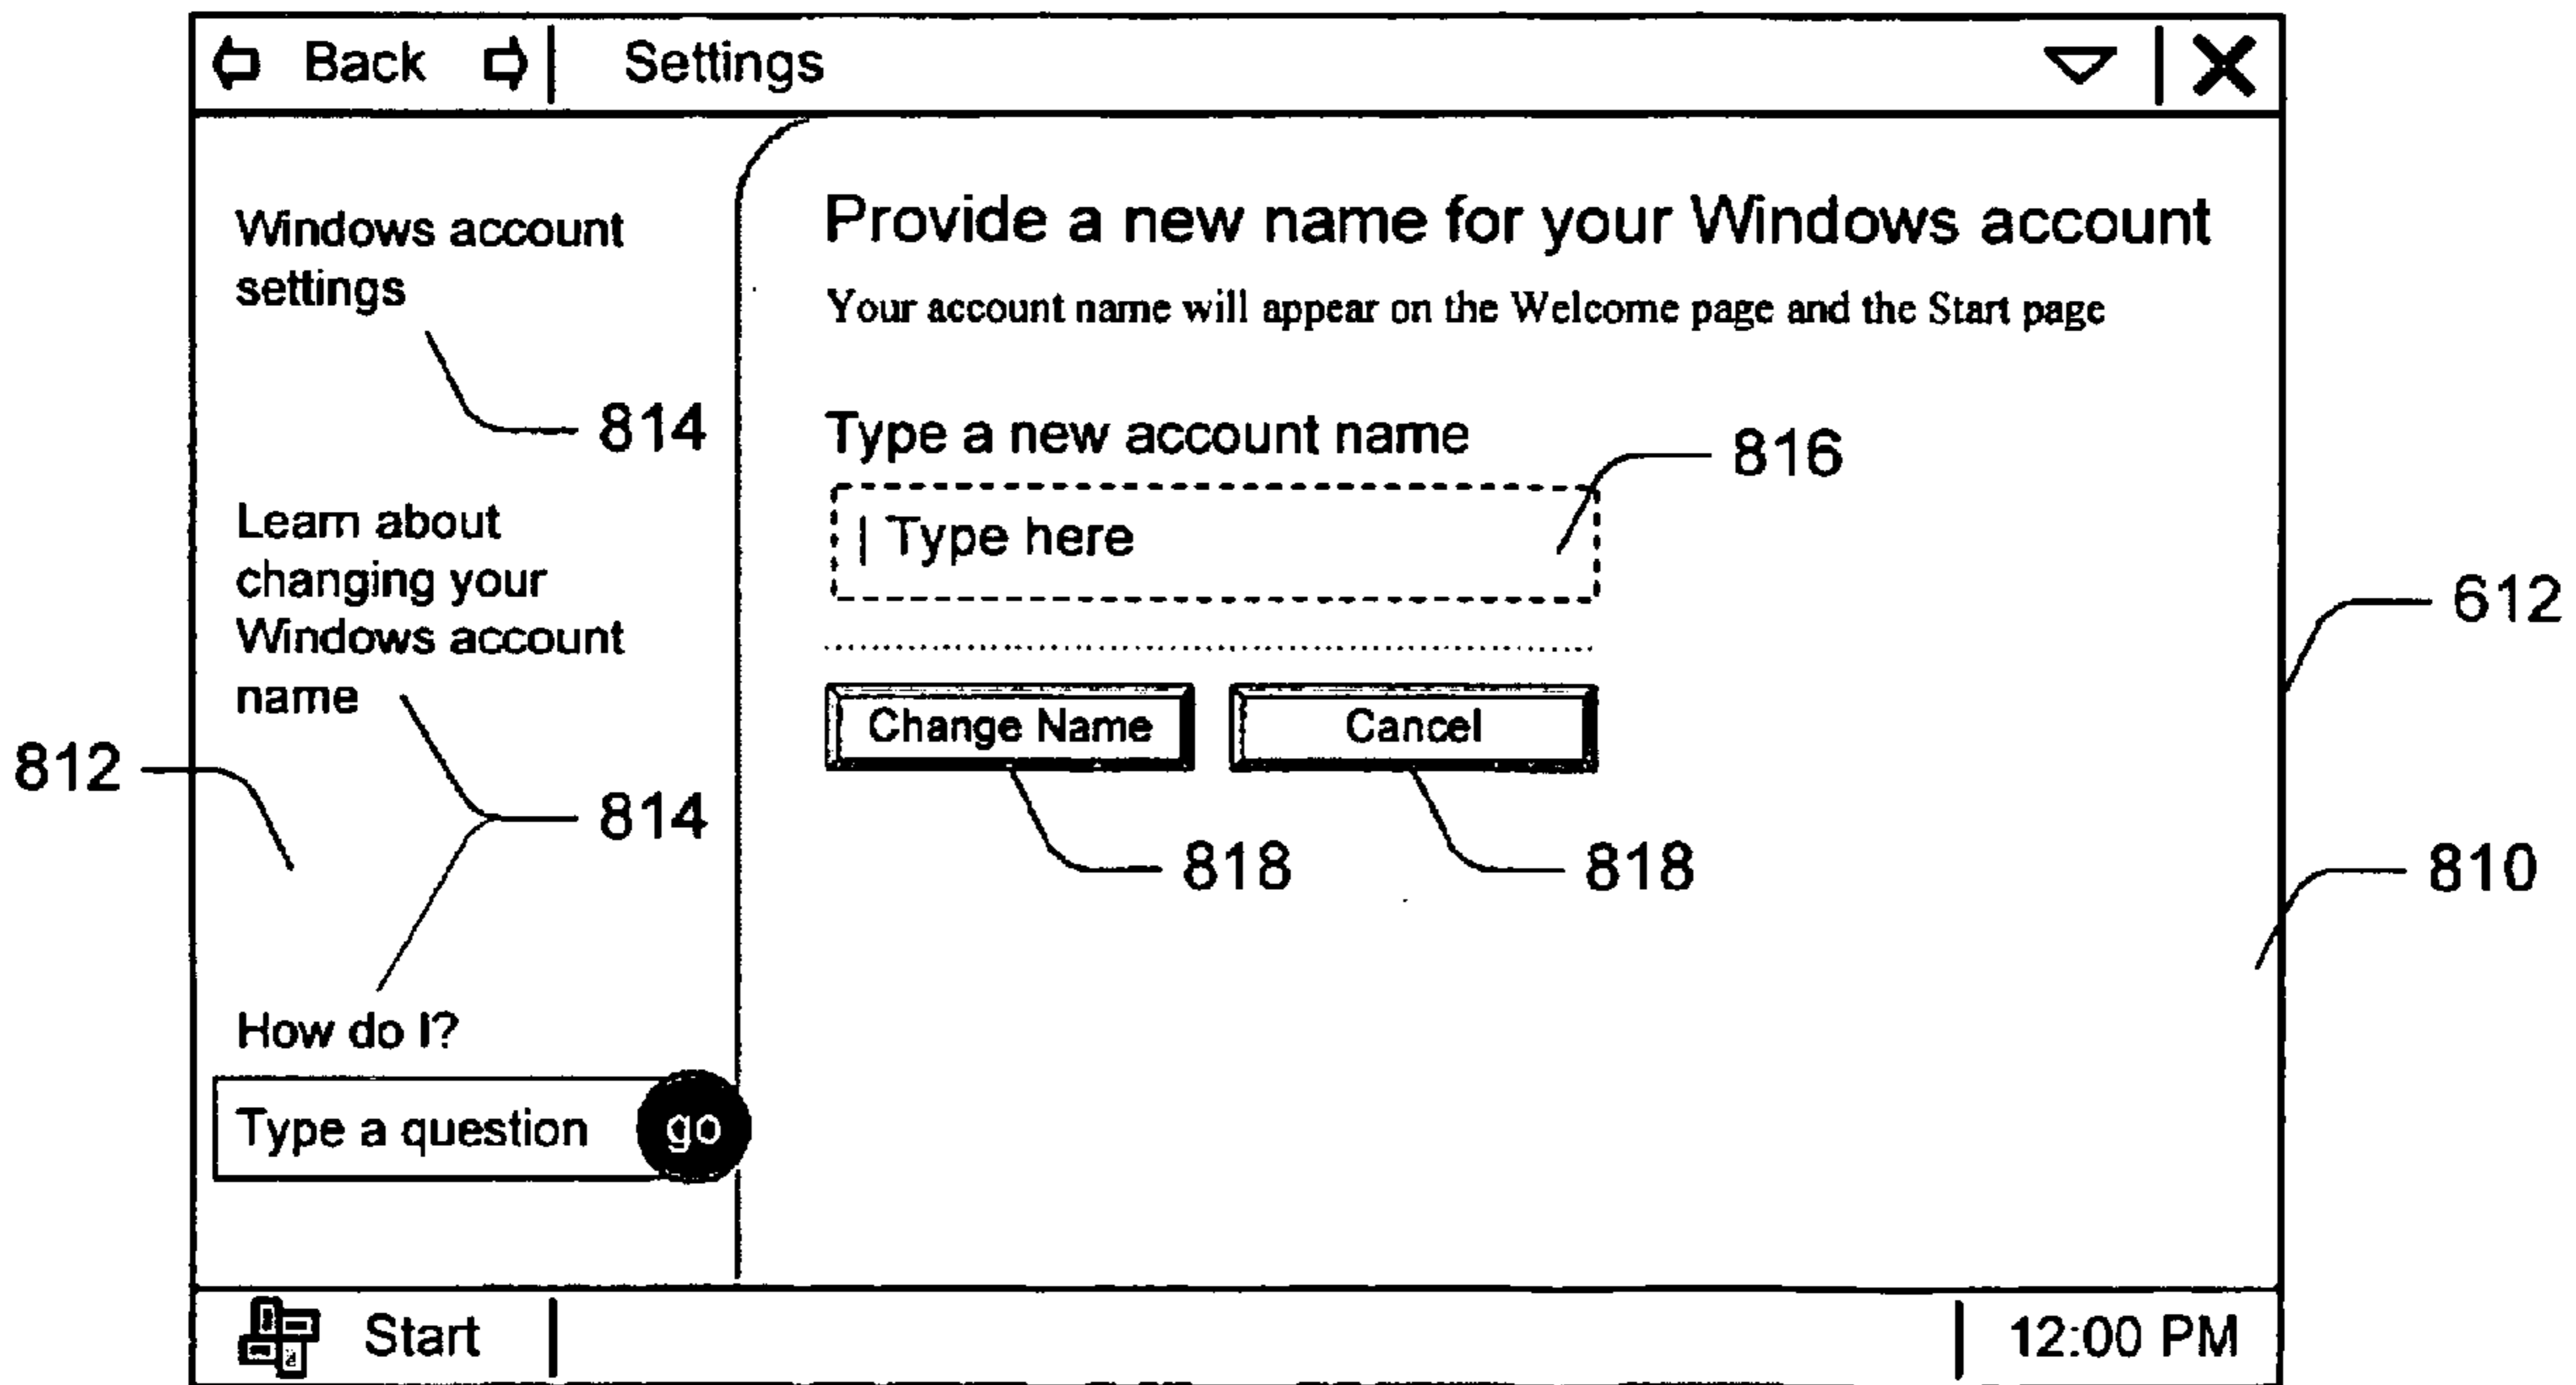 Back
Settings
Windows account
settings
814
Learn about
changing your
Windows account
name
812
814
How do I?
Type a question
go
Provide a new name for your Windows account
Your account name will appear on the Welcome page and the Start page
Type a new account name
816
Type here
612
Change Name
Cancel
818
818
810
Start
12:00 PM